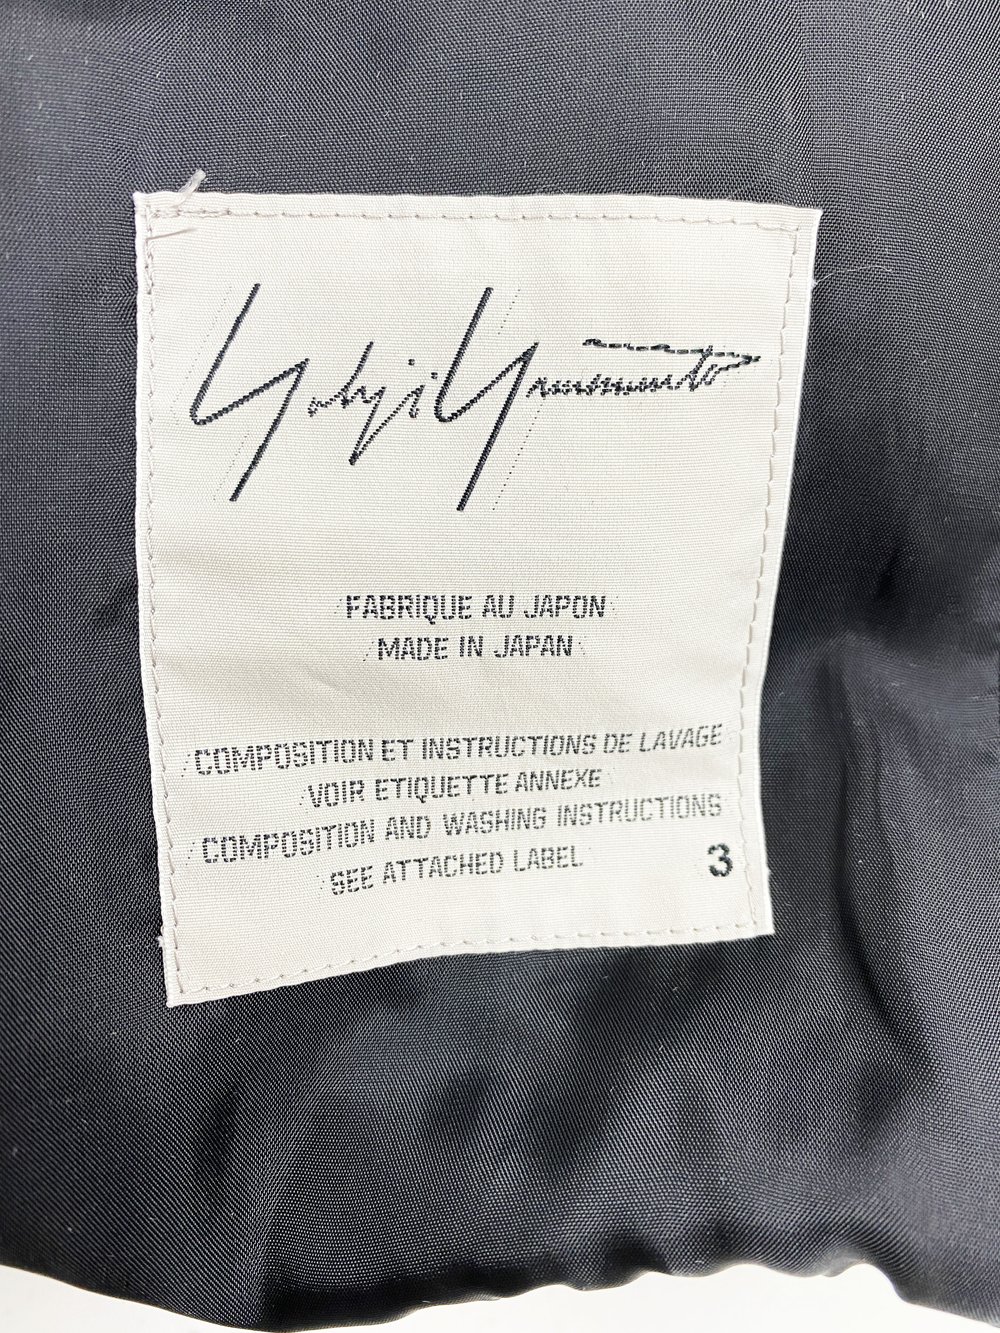 Yohji Yamamoto
FABRIQUE AU JAPON
MADE IN JAPAN
COMPOSITION ET INSTRUCTIONS DE LAVAGE
VOIR ETIQUETTE ANNEXE
COMPOSITION AND WASHING INSTRUCTIONS
SEE ATTACHED LABEL
3